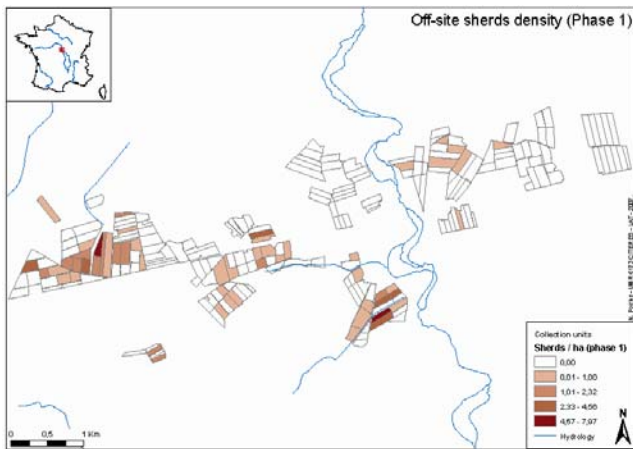 Off-site sherds density (Phase 1)
Collection units
Sherds / ha (phase 1)
0,00
0,01 - 1,00
1,01 - 2,32
2,33 - 4,56
4,57 - 7,97
Hydrology
N
0 0,5 1 Km